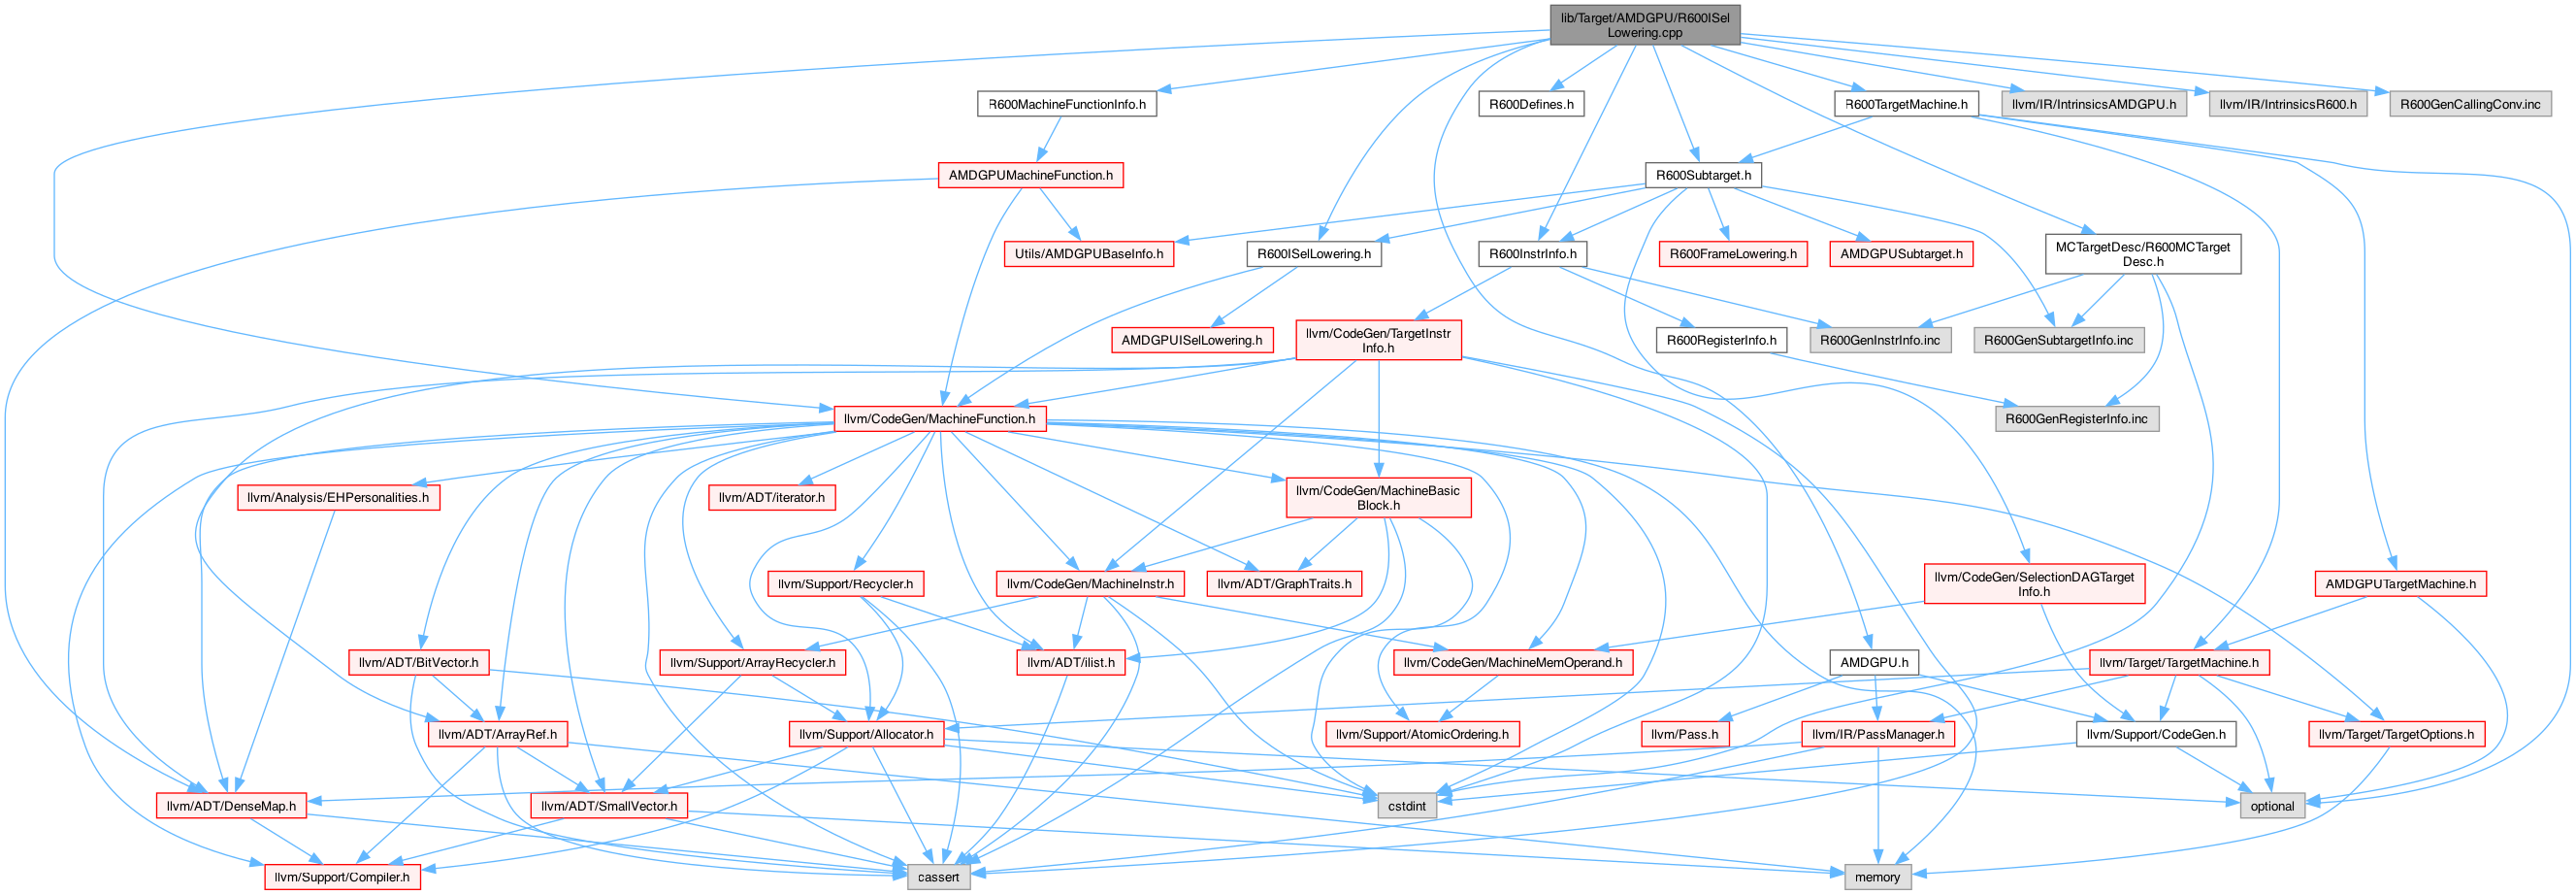 lib/Target/AMDGPU/R600ISel
Lowering.cpp
R600MachineFunctionInfo.h
R600Defines.h
R600TargetMachine.h
llvm/IR/IntrinsicsAMDGPU.h
llvm/IR/IntrinsicsR600.h
R600GenCallingConv.inc
AMDGPUMachineFunction.h
R600Subtarget.h
Utils/AMDGPUBaseInfo.h
R600ISelLowering.h
R600InstrInfo.h
R600FrameLowering.h
AMDGPUSubtarget.h
MCTargetDesc/R600MCTarget
Desc.h
AMDGPUISelLowering.h
llvm/CodeGen/TargetInstr
Info.h
R600RegisterInfo.h
R600GenInstrInfo.inc
R600GenSubtargetInfo.inc
llvm/CodeGen/MachineFunction.h
R600GenRegisterInfo.inc
llvm/Analysis/EHPersonalities.h
llvm/ADT/iterator.h
llvm/CodeGen/MachineBasic
Block.h
llvm/Support/Recycler.h
llvm/CodeGen/MachineInstr.h
llvm/ADT/GraphTraits.h
llvm/CodeGen/SelectionDAGTarget
Info.h
AMDGPUTargetMachine.h
llvm/ADT/BitVector.h
llvm/Support/ArrayRecycler.h
llvm/ADT/ilist.h
llvm/CodeGen/MachineMemOperand.h
AMDGPU.h
llvm/Target/TargetMachine.h
llvm/ADT/ArrayRef.h
llvm/Support/Allocator.h
llvm/Support/AtomicOrdering.h
llvm/Pass.h
llvm/IR/PassManager.h
llvm/Support/CodeGen.h
llvm/Target/TargetOptions.h
llvm/ADT/DenseMap.h
llvm/ADT/SmallVector.h
cstdint
optional
llvm/Support/Compiler.h
cassert
memory